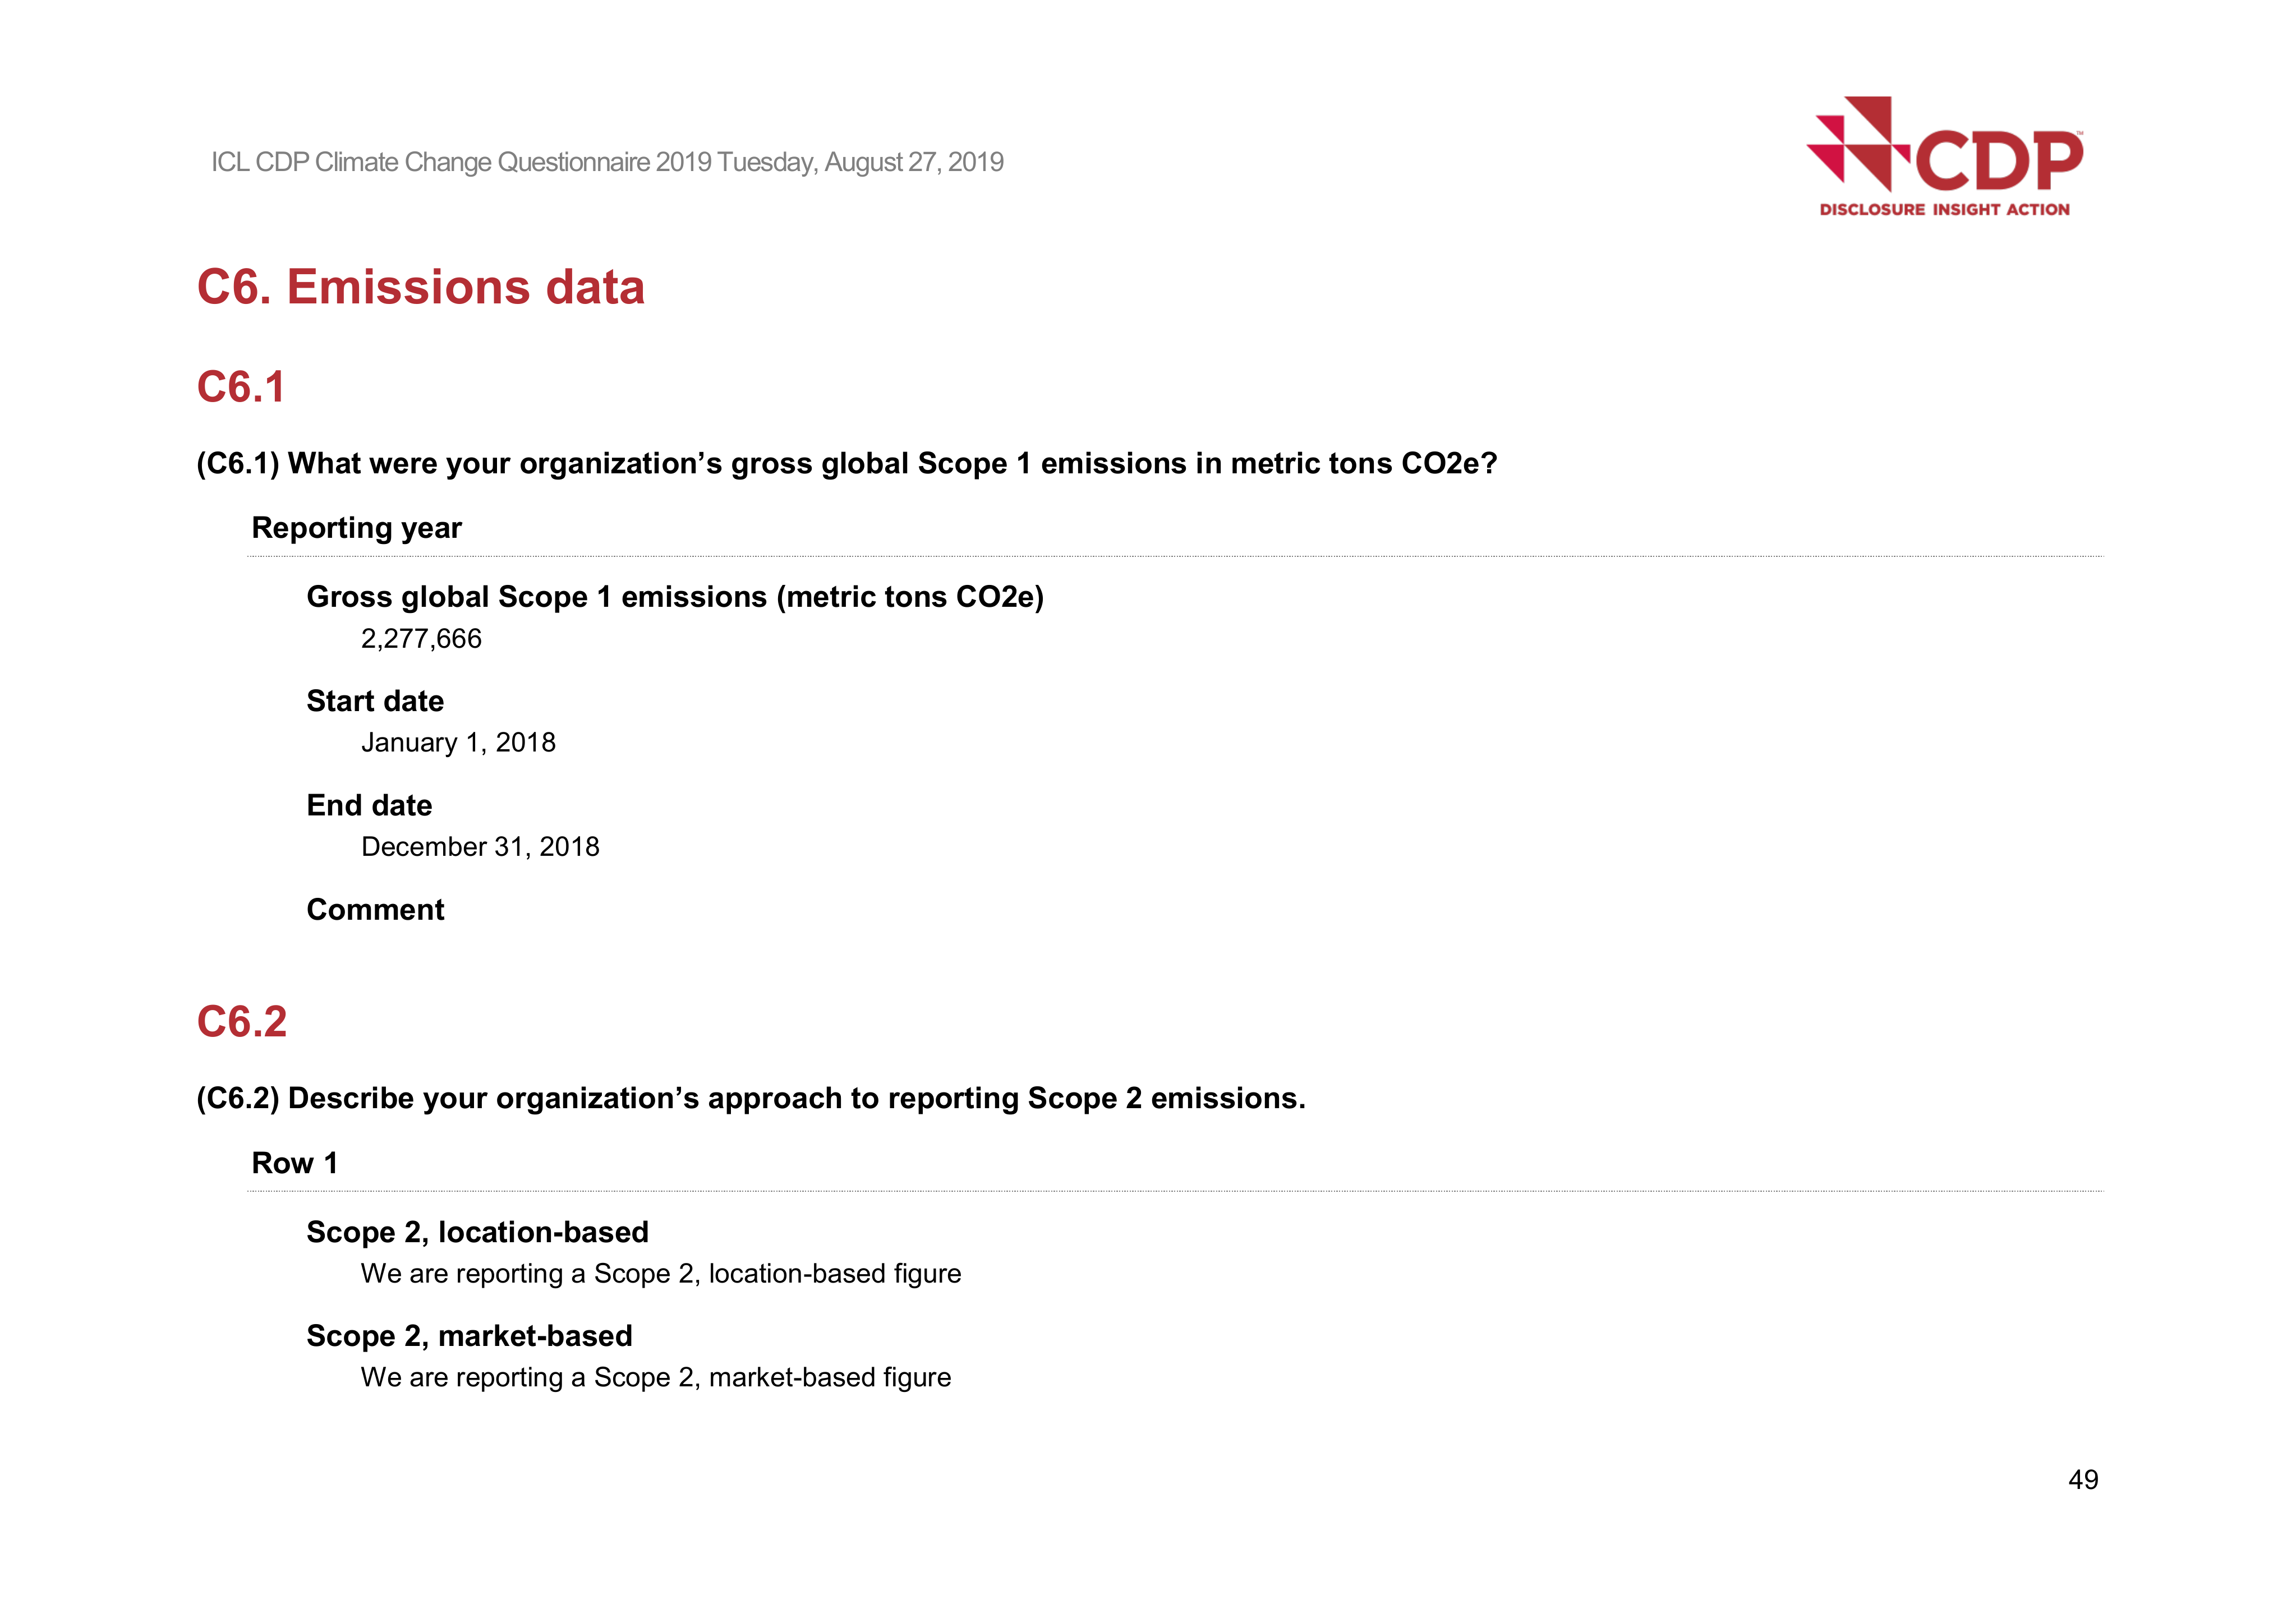 ICL CDP Climate Change Questionnaire 2019 Tuesday, August 27, 2019
CDP™
DISCLOSURE INSIGHT ACTION
C6. Emissions data
C6.1
(C6.1) What were your organization’s gross global Scope 1 emissions in metric tons CO2e?
Reporting year
Gross global Scope 1 emissions (metric tons CO2e)
2,277,666
Start date
January 1, 2018
End date
December 31, 2018
Comment
C6.2
(C6.2) Describe your organization’s approach to reporting Scope 2 emissions.
Row 1
Scope 2, location-based
We are reporting a Scope 2, location-based figure
Scope 2, market-based
We are reporting a Scope 2, market-based figure
49